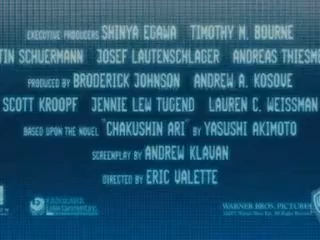 EXECUTIVE PRODUCERS SHINYA EGAWA TIMOTHY M. BOURNE
TIN SCHUERMANN JOSEF LAUTENSCHLAGER ANDREAS THIESME
PRODUCED BY BRODERICK JOHNSON ANDREW A. KOSOVE
SCOTT KROOPF JENNIE LEW TUGEND LAUREN C. WEISSMAN
BASED UPON THE NOVEL "CHAKUSHIN ARI" BY YASUSHI AKIMOTO
SCREENPLAY BY ANDREW KLAVAN
DIRECTED BY ERIC VALETTE
WARNER BROS. PICTURES